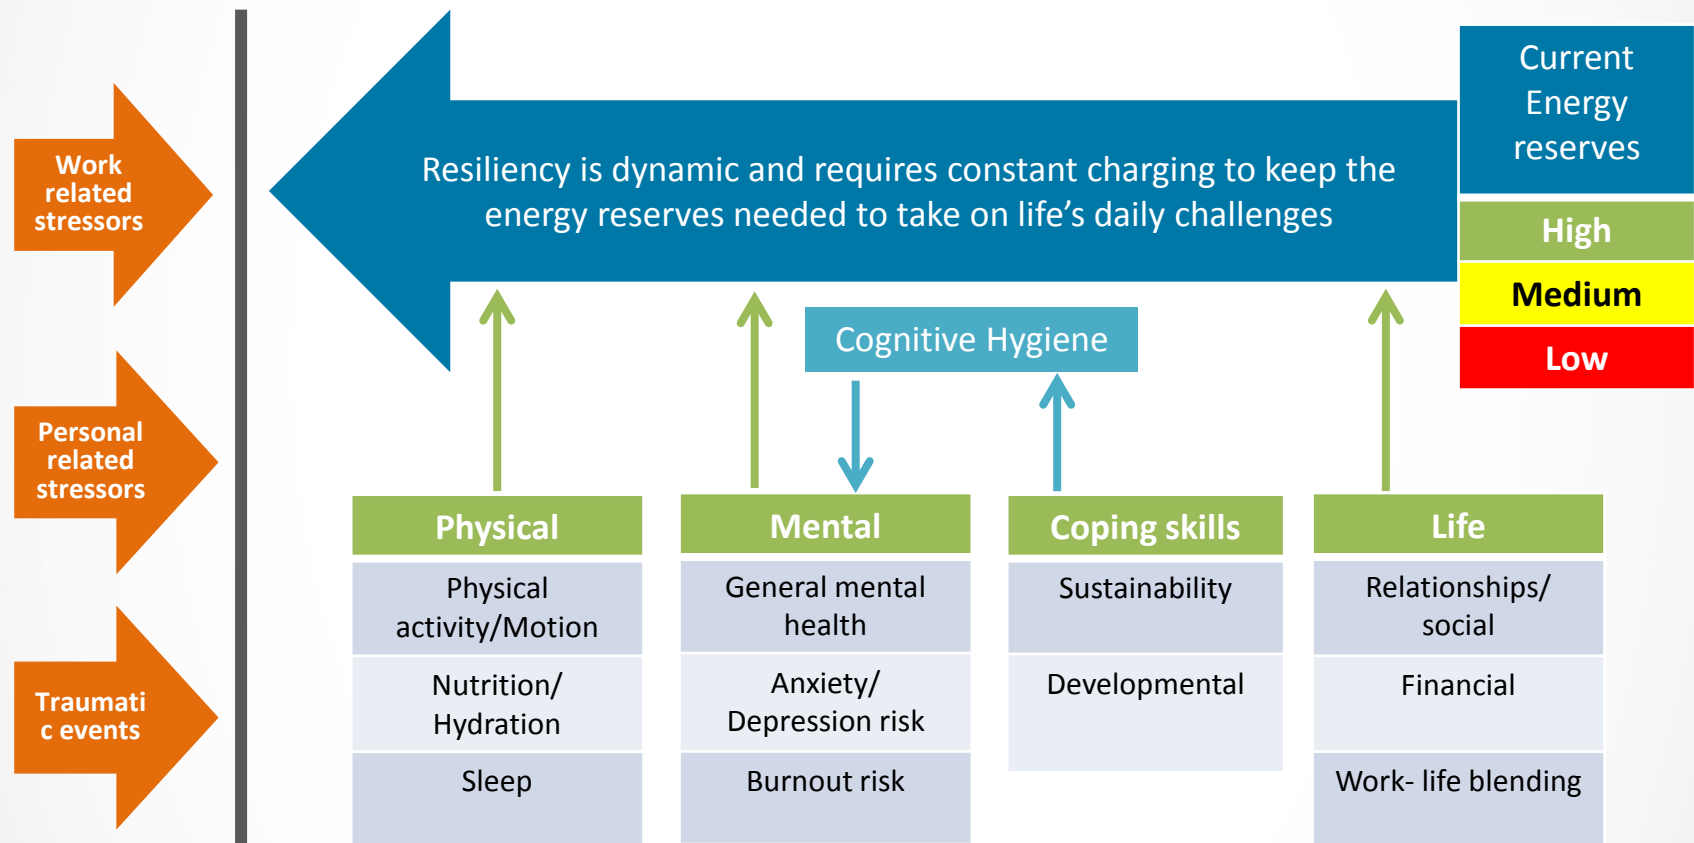 Work
related
stressors
Personal
related
stressors
Traumati
c events
Resiliency is dynamic and requires constant charging to keep the
energy reserves needed to take on life’s daily challenges
Current
Energy
reserves
High
Medium
Low
Cognitive Hygiene
Physical
Physical
activity/Motion
Nutrition/
Hydration
Sleep
Mental
General mental
health
Anxiety/
Depression risk
Burnout risk
Coping skills
Sustainability
Developmental
Life
Relationships/
social
Financial
Work- life blending